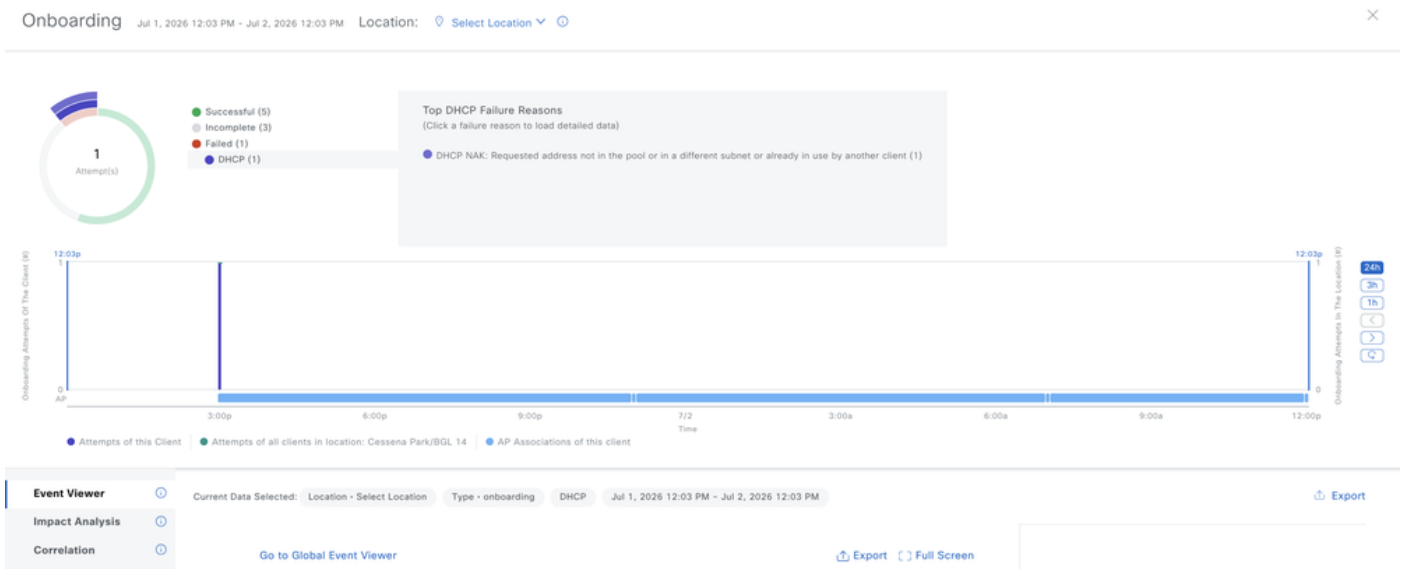 Onboarding Jul 1, 2026 12:03 PM - Jul 2, 2026 12:03 PM Location: Select Location
1
Attempt(s)
Successful (5)
Incomplete (3)
Failed (1)
DHCP (1)
Top DHCP Failure Reasons
(Click a failure reason to load detailed data)
DHCP NAK: Requested address not in the pool or in a different subnet or already in use by another client (1)
Onboarding Attempts Of The Client (#)
12:03p
1
0
AP
12:03p
1
0
Onboarding Attempts In The Location (#)
24h
3h
1h
3:00p 6:00p 9:00p 7/2 3:00a 6:00a 9:00a 12:00p
Time
Attempts of this Client Attempts of all clients in location: Cessena Park/BGL 14 AP Associations of this client
Event Viewer
Impact Analysis
Correlation
Current Data Selected: Location - Select Location Type - onboarding DHCP Jul 1, 2026 12:03 PM - Jul 2, 2026 12:03 PM Export
Go to Global Event Viewer Export Full Screen